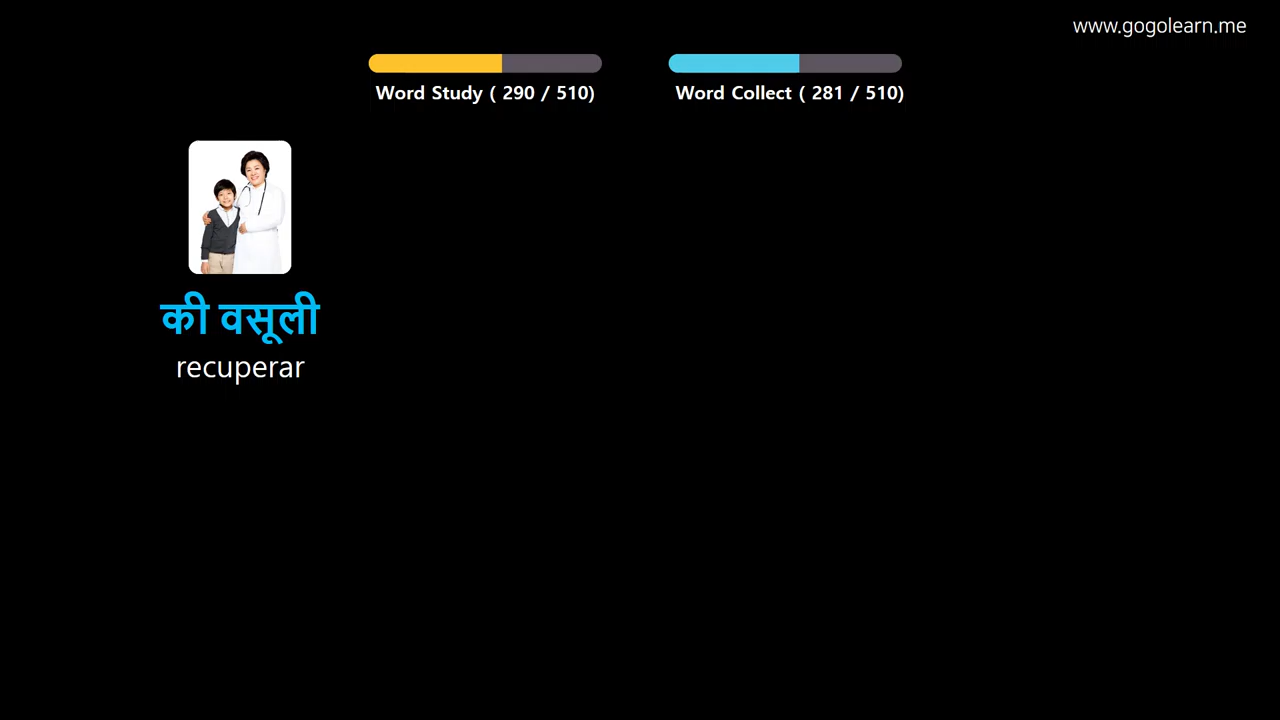 www.gogolearn.me
Word Study ( 290 / 510)
Word Collect ( 281 / 510)
की वसूली
recuperar